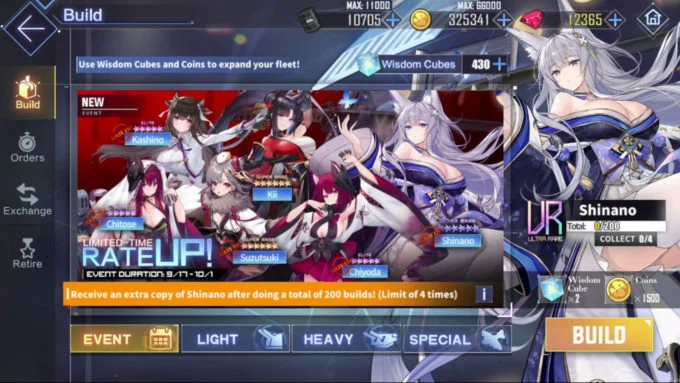 Build
MAX: 11000
10705
325341
MAX: 66000
12365
Use Wisdom Cubes and Coins to expand your fleet!
Wisdom Cubes
430
Build
Orders
Exchange
Retire
NEW
EVENT
ELITE
Kashino
SUPER RARE
Kii
ELITE
Chitose
SUPER RARE
Suzutsuki
ELITE
Chiyoda
ULTRA RARE
Shinano
LIMITED-TIME
RATE UP!
EVENT DURATION: 9/17 - 10/1
Receive an extra copy of Shinano after doing a total of 200 builds! (Limit of 4 times)
i
UR
ULTRA RARE
Shinano
Total: 0/200
COLLECT 0/4
Wisdom Cube
×2
Coins
×1500
EVENT
LIGHT
HEAVY
SPECIAL
BUILD